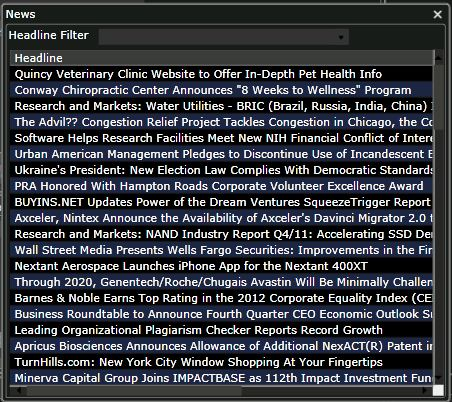 News
Headline Filter
Headline
Quincy Veterinary Clinic Website to Offer In-Depth Pet Health Info
Conway Chiropractic Center Announces "8 Weeks to Wellness" Program
Research and Markets: Water Utilities - BRIC (Brazil, Russia, India, China) I
The Advil?? Congestion Relief Project Tackles Congestion in Chicago, the Co
Software Helps Research Facilities Meet New NIH Financial Conflict of Intere
Urban American Management Pledges to Discontinue Use of Incandescent B
Ukraine's President: New Election Law Complies With Democratic Standards
PRA Honored With Hampton Roads Corporate Volunteer Excellence Award
BUYINS.NET Updates Power of the Dream Ventures SqueezeTrigger Report
Axceler, Nintex Announce the Availability of Axceler's Davinci Migrator 2.0 t
Research and Markets: NAND Industry Report Q4/11: Accelerating SSD Dem
Wall Street Media Presents Wells Fargo Securities: Improvements in the Fin
Nextant Aerospace Launches iPhone App for the Nextant 400XT
Through 2020, Genentech/Roche/Chugais Avastin Will Be Minimally Challen
Barnes & Noble Earns Top Rating in the 2012 Corporate Equality Index (CEI
Business Roundtable to Announce Fourth Quarter CEO Economic Outlook Su
Leading Organizational Plagiarism Checker Reports Record Growth
Apricus Biosciences Announces Allowance of Additional NexACT(R) Patent in
TurnHills.com: New York City Window Shopping At Your Fingertips
Minerva Capital Group Joins IMPACTBASE as 112th Impact Investment Fun